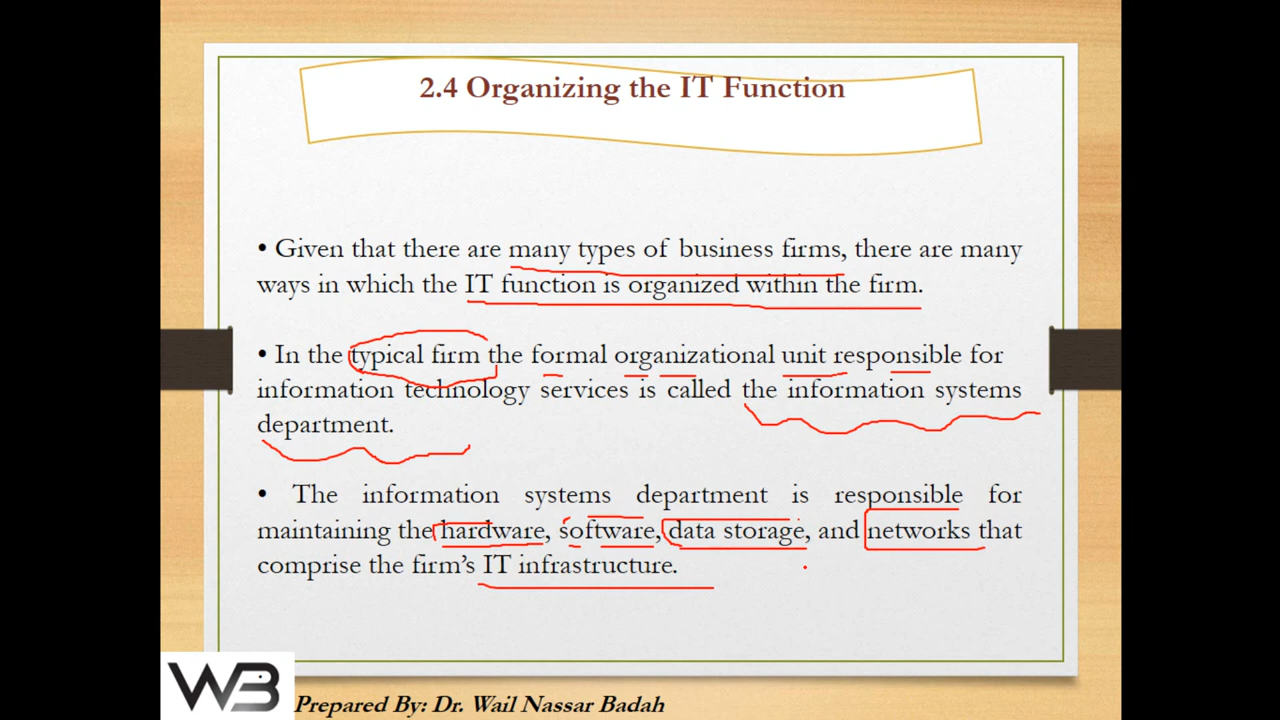 2.4 Organizing the IT Function
• Given that there are many types of business firms, there are many
ways in which the IT function is organized within the firm.
• In the typical firm the formal organizational unit responsible for
information technology services is called the information systems
department.
• The information systems department is responsible for
maintaining the hardware, software, data storage, and networks that
comprise the firm’s IT infrastructure.
WB
Prepared By: Dr. Wail Nassar Badah